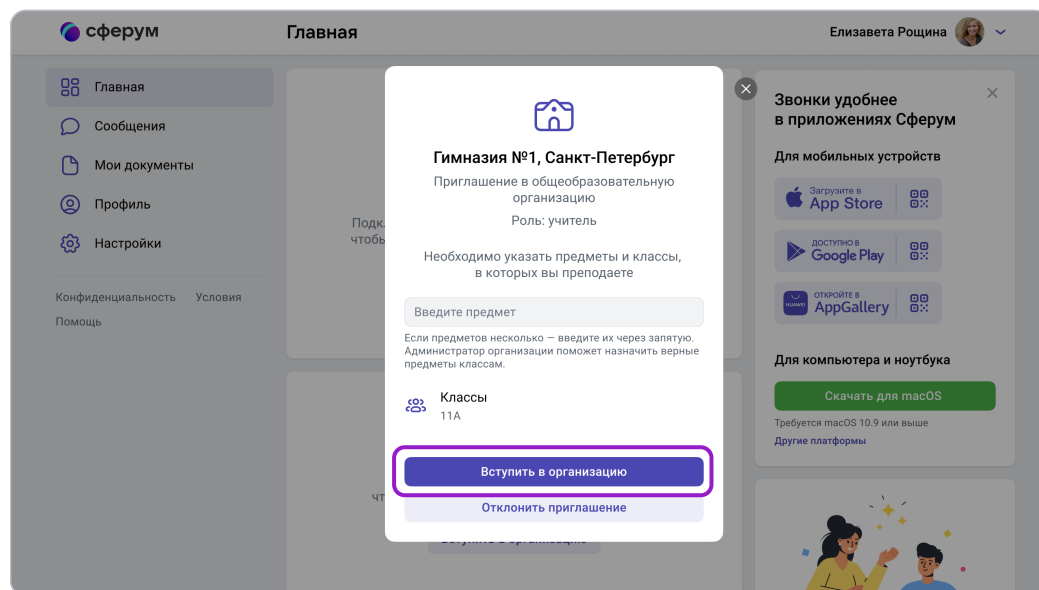 сферум
Главная
Елизавета Рощина
Главная
Сообщения
Мои документы
Профиль
Настройки
Конфиденциальность Условия
Помощь
Гимназия №1, Санкт-Петербург
Приглашение в общеобразовательную
организацию
Роль: учитель
Необходимо указать предметы и классы,
в которых вы преподаете
Введите предмет
Если предметов несколько — введите их через запятую.
Администратор организации поможет назначить верные
предметы классам.
Классы
11А
Вступить в организацию
Отклонить приглашение
чтобы
Звонки удобнее
в приложениях Сферум
Для мобильных устройств
Загрузите в
App Store
ДОСТУПНО В
Google Play
HUAWEI
ОТКРОЙТЕ В
AppGallery
Для компьютера и ноутбука
Скачать для macOS
Требуется macOS 10.9 или выше
Другие платформы